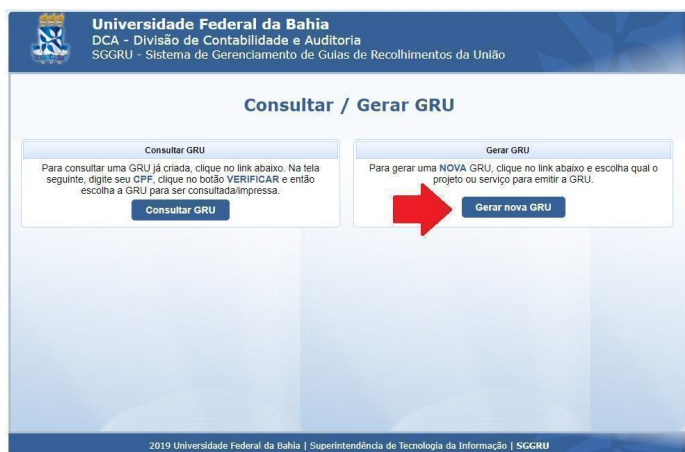 Universidade Federal da Bahia
DCA - Divisão de Contabilidade e Auditoria
SGGRU - Sistema de Gerenciamento de Guias de Recolhimentos da União
Consultar / Gerar GRU
Consultar GRU
Para consultar uma GRU já criada, clique no link abaixo. Na tela
seguinte, digite seu CPF, clique no botão VERIFICAR e então
escolha a GRU para ser consultada/impressa.
Consultar GRU
Gerar GRU
Para gerar uma NOVA GRU, clique no link abaixo e escolha qual o
projeto ou serviço para emitir a GRU.
Gerar nova GRU
2019 Universidade Federal da Bahia | Superintendência de Tecnologia da Informação | SGGRU